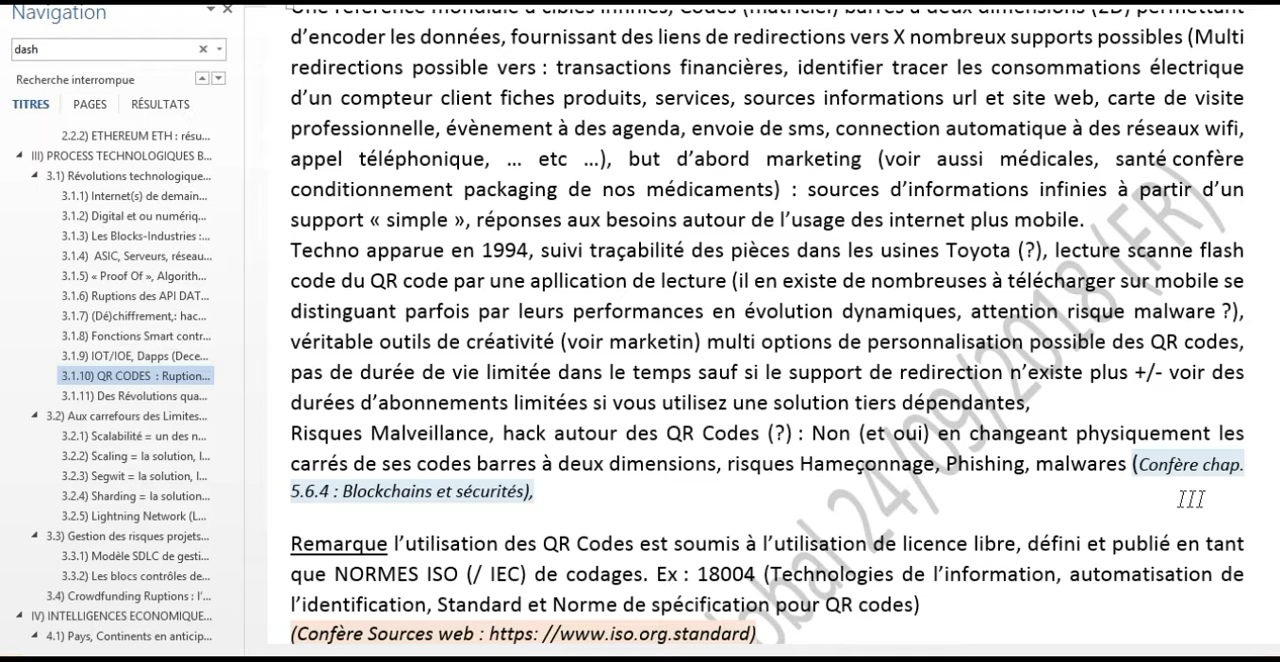 Navigation
dash
Recherche interrompue
TITRES PAGES RÉSULTATS
2.2.2) ETHEREUM ETH : résu...
III) PROCESS TECHNOLOGIQUES B...
3.1) Révolutions technologique...
3.1.1) Internet(s) de demain...
3.1.2) Digital et ou numériq...
3.1.3) Les Blocks-Industries :...
3.1.4) ASIC, Serveurs, réseau...
3.1.5) « Proof Of », Algorith...
3.1.6) Ruptions des API DAT...
3.1.7) (Dé)chiffrement,: hac...
3.1.8) Fonctions Smart contr...
3.1.9) IOT/IOE, Dapps (Dece...
3.1.10) QR CODES : Ruption...
3.1.11) Des Révolutions qua...
3.2) Aux carrefours des Limites...
3.2.1) Scalabilité = un des n...
3.2.2) Scaling = la solution, l...
3.2.3) Segwit = la solution, l...
3.2.4) Sharding = la solution...
3.2.5) Lightning Network (L...
3.3) Gestion des risques projets...
3.3.1) Modèle SDLC de gesti...
3.3.2) Les blocs contrôles de...
3.4) Crowdfunding Ruptions : l’...
IV) INTELLIGENCES ECONOMIQUE...
4.1) Pays, Continents en anticip...
Une référence mondiale à cibles infinies, Codes (matriciel) barres à deux dimensions (2D) permettant
d’encoder les données, fournissant des liens de redirections vers X nombreux supports possibles (Multi
redirections possible vers : transactions financières, identifier tracer les consommations électrique
d’un compteur client fiches produits, services, sources informations url et site web, carte de visite
professionnelle, évènement à des agenda, envoie de sms, connection automatique à des réseaux wifi,
appel téléphonique, ... etc ...), but d’abord marketing (voir aussi médicales, santé confère
conditionnement packaging de nos médicaments) : sources d’informations infinies à partir d’un
support « simple », réponses aux besoins autour de l’usage des internet plus mobile.
Techno apparue en 1994, suivi traçabilité des pièces dans les usines Toyota (?), lecture scanne flash
code du QR code par une apllication de lecture (il en existe de nombreuses à télécharger sur mobile se
distinguant parfois par leurs performances en évolution dynamiques, attention risque malware ?),
véritable outils de créativité (voir marketin) multi options de personnalisation possible des QR codes,
pas de durée de vie limitée dans le temps sauf si le support de redirection n’existe plus +/- voir des
durées d’abonnements limitées si vous utilisez une solution tiers dépendantes,
Risques Malveillance, hack autour des QR Codes (?) : Non (et oui) en changeant physiquement les
carrés de ses codes barres à deux dimensions, risques Hameçonnage, Phishing, malwares (Confère chap.
5.6.4 : Blockchains et sécurités),
Remarque l’utilisation des QR Codes est soumis à l’utilisation de licence libre, défini et publié en tant
que NORMES ISO (/ IEC) de codages. Ex : 18004 (Technologies de l’information, automatisation de
l’identification, Standard et Norme de spécification pour QR codes)
(Confère Sources web : https: //www.iso.org.standard)
24/09/2018 (FR)